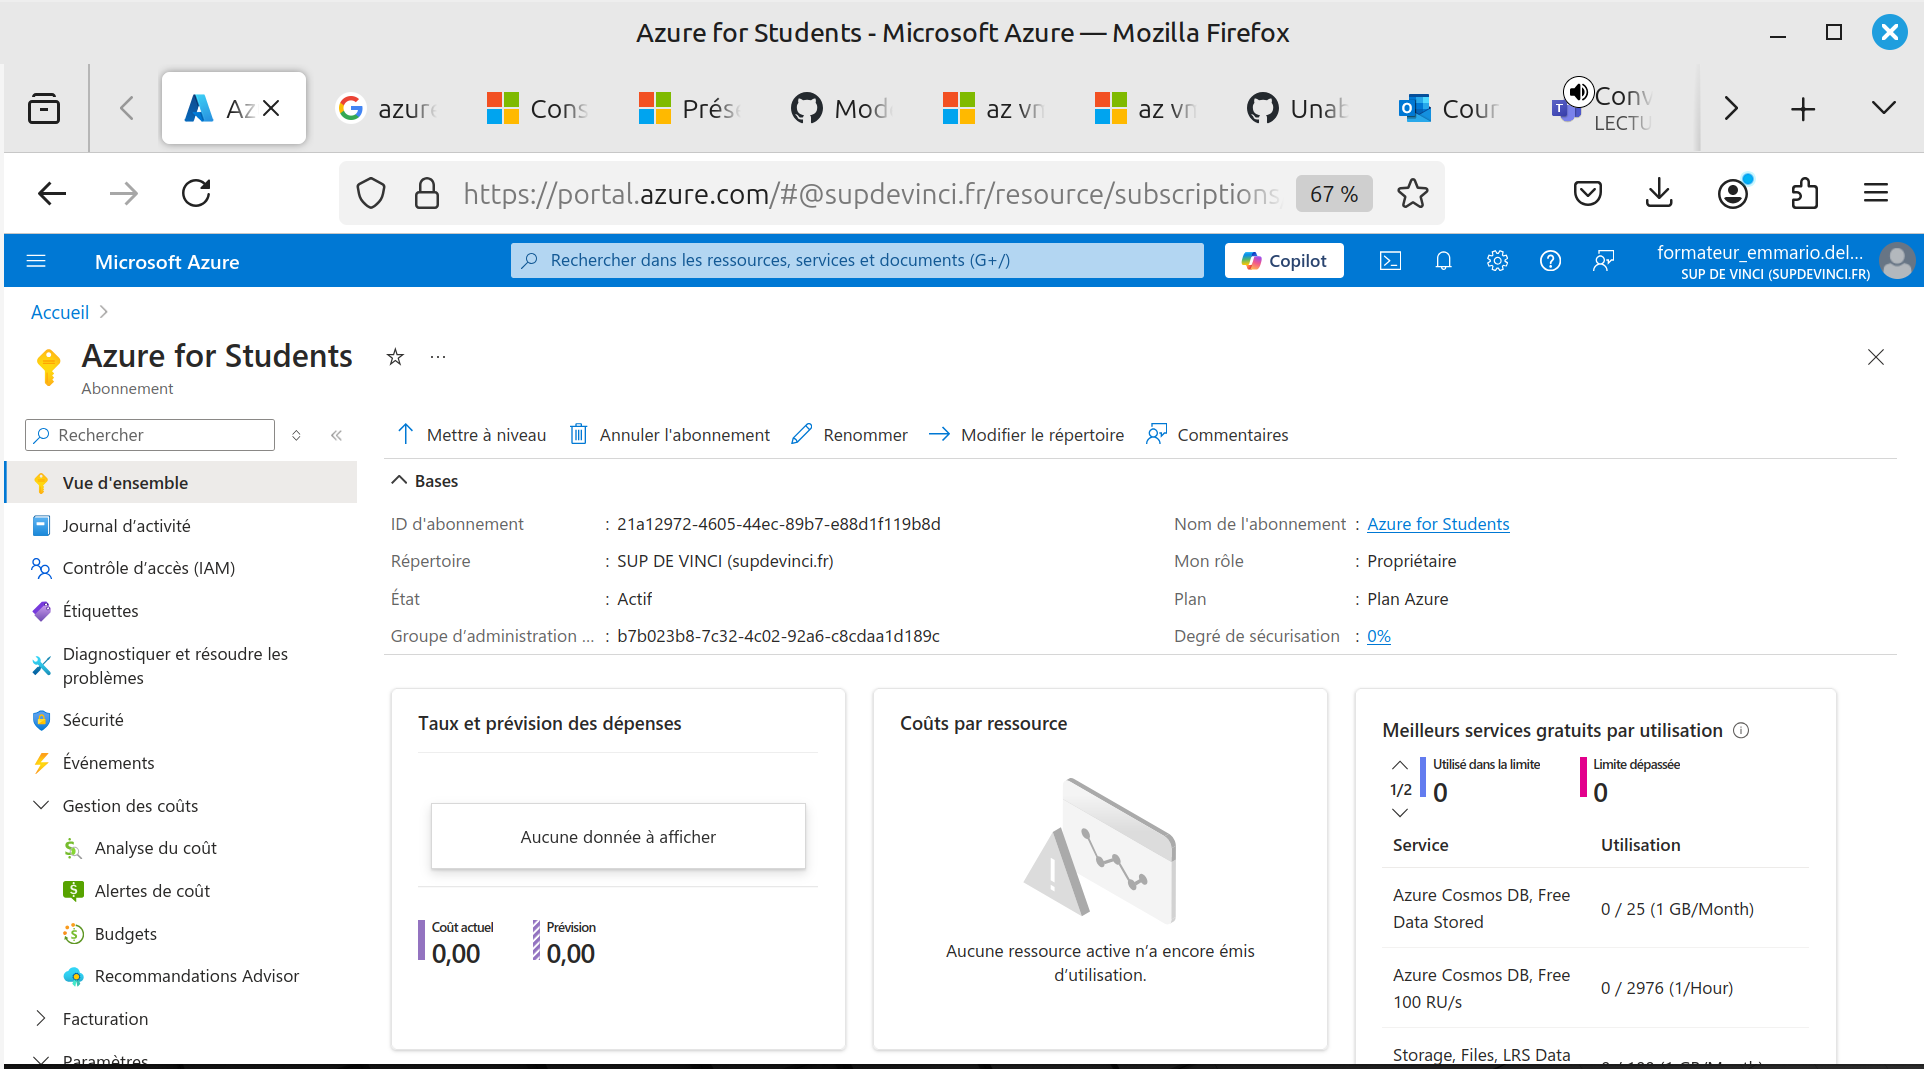 Azure for Students - Microsoft Azure — Mozilla Firefox
Az
azure
Cons
Prése
Mode
az vm
az vm
Unab
Cour
Conv
LECTU
https://portal.azure.com/#@supdevinci.fr/resource/subscriptions/
67 %
Microsoft Azure
Rechercher dans les ressources, services et documents (G+/)
Copilot
formateur_emmario.del...
SUP DE VINCI (SUPDEVINCI.FR)
Accueil
Azure for Students
Abonnement
Rechercher
Mettre à niveau
Annuler l'abonnement
Renommer
Modifier le répertoire
Commentaires
Vue d'ensemble
Journal d’activité
Contrôle d’accès (IAM)
Étiquettes
Diagnostiquer et résoudre les
problèmes
Sécurité
Événements
Gestion des coûts
Analyse du coût
Alertes de coût
Budgets
Recommandations Advisor
Facturation
Paramètres
Bases
ID d'abonnement : 21a12972-4605-44ec-89b7-e88d1f119b8d
Répertoire : SUP DE VINCI (supdevinci.fr)
État : Actif
Groupe d’administration ... : b7b023b8-7c32-4c02-92a6-c8cdaa1d189c
Nom de l'abonnement : Azure for Students
Mon rôle : Propriétaire
Plan : Plan Azure
Degré de sécurisation : 0%
Taux et prévision des dépenses
Aucune donnée à afficher
Coût actuel
0,00
Prévision
0,00
Coûts par ressource
Aucune ressource active n’a encore émis
d’utilisation.
Meilleurs services gratuits par utilisation
1/2
Utilisé dans la limite
0
Limite dépassée
0
Service Utilisation
Azure Cosmos DB, Free
Data Stored
0 / 25 (1 GB/Month)
Azure Cosmos DB, Free
100 RU/s
0 / 2976 (1/Hour)
Storage, Files, LRS Data